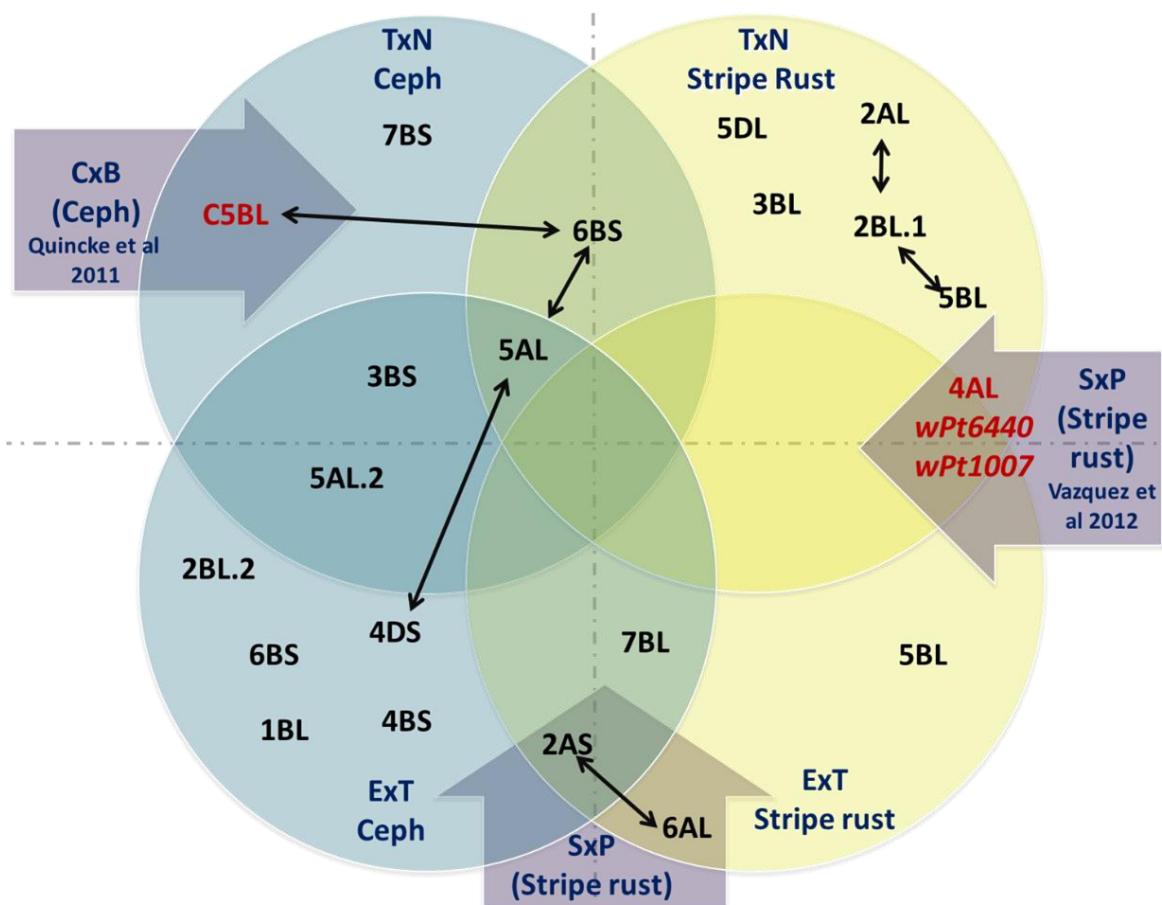 TxN
Ceph
TxN
Stripe Rust
7BS
5DL
2AL
CxB
(Ceph)
Quincke et al
2011
C5BL
6BS
3BL
2BL.1
5BL
5AL
3BS
4AL
wPt6440
wPt1007
SxP
(Stripe
rust)
Vazquez et
al 2012
5AL.2
2BL.2
4DS
6BS
7BL
5BL
1BL
4BS
2AS
ExT
Ceph
ExT
Stripe rust
6AL
SxP
(Stripe rust)